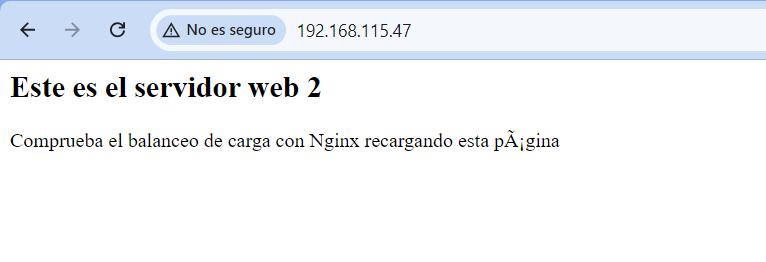 No es seguro 192.168.115.47
Este es el servidor web 2
Comprueba el balanceo de carga con Nginx recargando esta pÃ¡gina